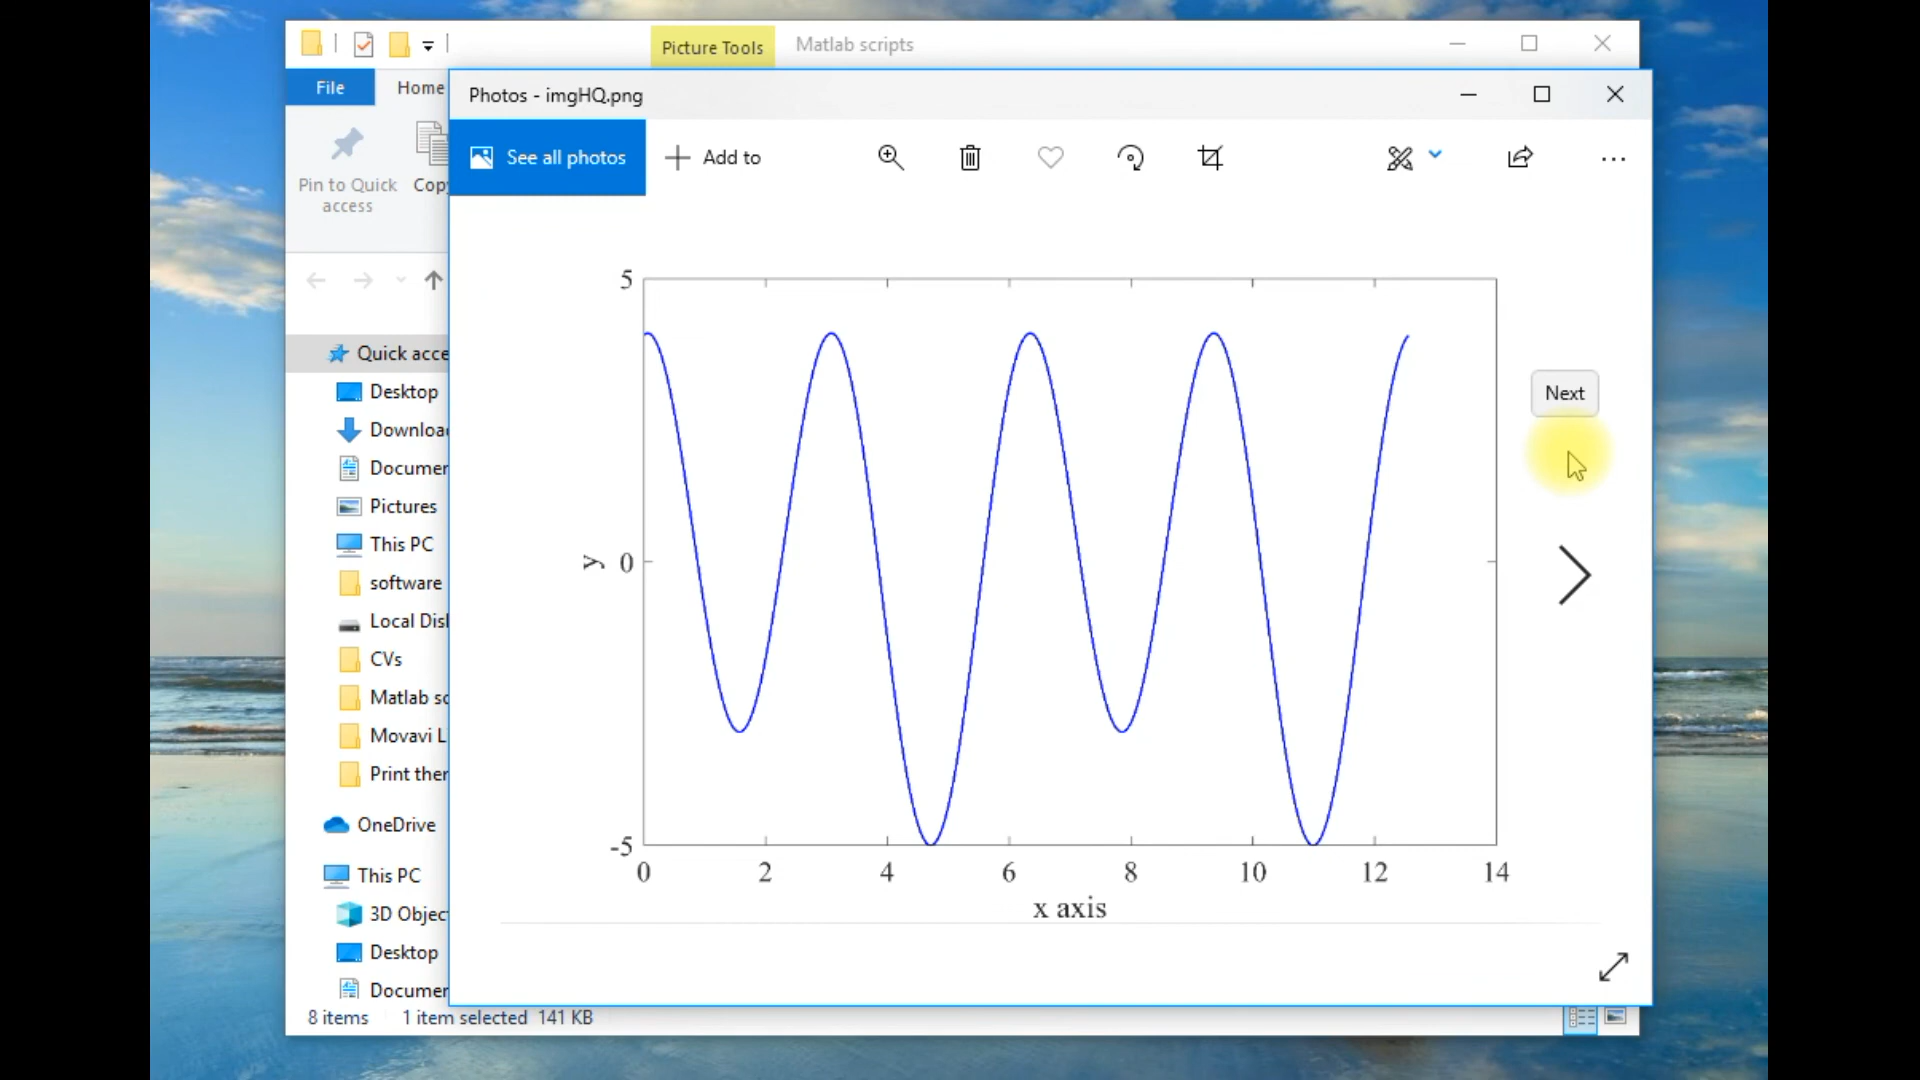 Picture Tools
Matlab scripts
File
Home
Photos - imgHQ.png
See all photos
Add to
Pin to Quick
access
Copy
5
Next
Quick acce
Desktop
Downloa
Documer
Pictures
This PC
software
Local Disk
CVs
Matlab sc
Movavi L
Print ther
OneDrive
This PC
3D Objec
Desktop
Documer
y
0
-5
0 2 4 6 8 10 12 14
x axis
8 items 1 item selected 141 KB